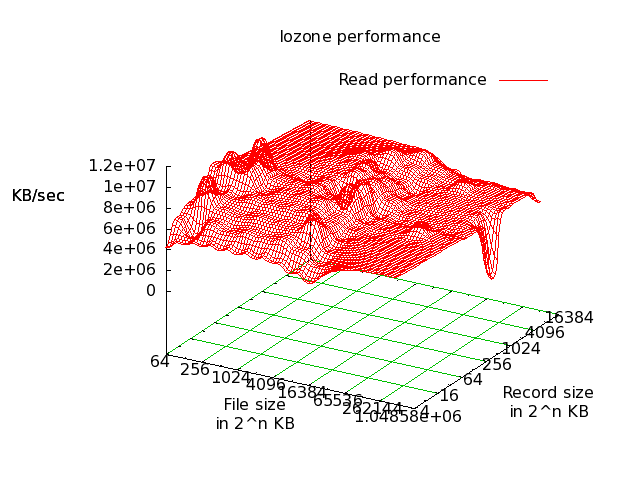 Iozone performance
Read performance
1.2e+07
1e+07
8e+06
6e+06
4e+06
2e+06
0
KB/sec
64
256
1024
4096
16384
65536
262144
1.04858e+06
File size
in 2^n KB
4
16
64
256
1024
4096
16384
Record size
in 2^n KB